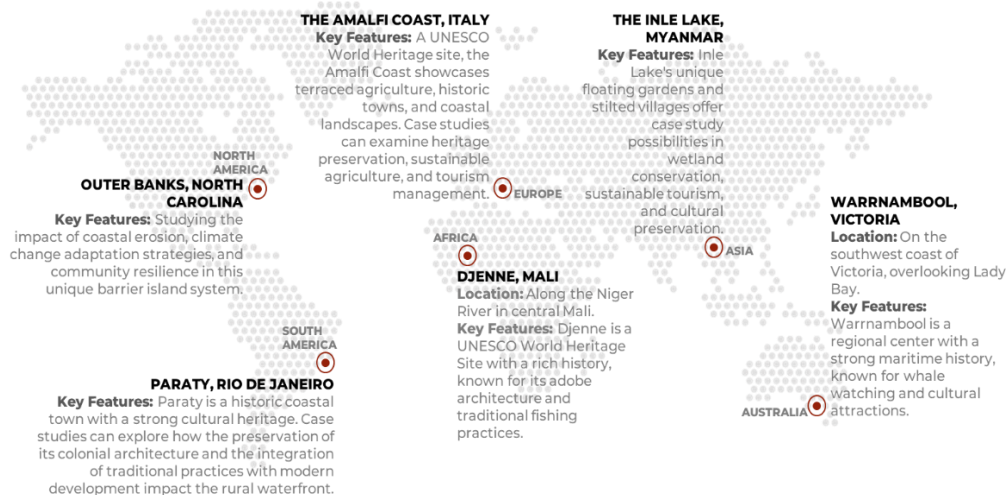 THE AMALFI COAST, ITALY
Key Features: A UNESCO
World Heritage site, the
Amalfi Coast showcases
terraced agriculture, historic
towns, and coastal
landscapes. Case studies
can examine heritage
preservation, sustainable
agriculture, and tourism
management.
EUROPE
THE INLE LAKE,
MYANMAR
Key Features: Inle
Lake's unique
floating gardens and
stilted villages offer
case study
possibilities in
wetland
conservation,
sustainable tourism,
and cultural
preservation.
ASIA
NORTH
AMERICA
OUTER BANKS, NORTH
CAROLINA
Key Features: Studying the
impact of coastal erosion, climate
change adaptation strategies, and
community resilience in this
unique barrier island system.
AFRICA
DJENNE, MALI
Location: Along the Niger
River in central Mali.
Key Features: Djenne is a
UNESCO World Heritage
Site with a rich history,
known for its adobe
architecture and
traditional fishing
practices.
WARRNAMBOOL,
VICTORIA
Location: On the
southwest coast of
Victoria, overlooking Lady
Bay.
Key Features:
Warrnambool is a
regional center with a
strong maritime history,
known for whale
watching and cultural
attractions.
AUSTRALIA
SOUTH
AMERICA
PARATY, RIO DE JANEIRO
Key Features: Paraty is a historic coastal
town with a strong cultural heritage. Case
studies can explore how the preservation of
its colonial architecture and the integration
of traditional practices with modern
development impact the rural waterfront.